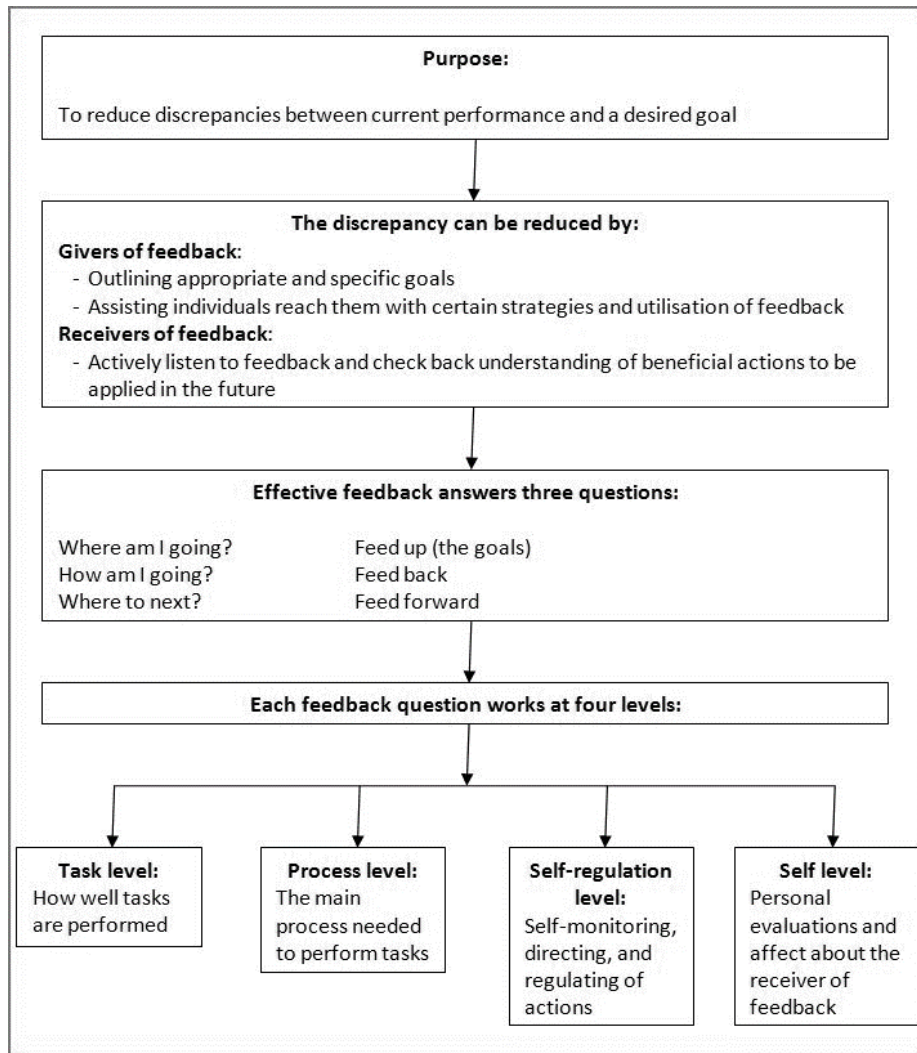 Purpose:
To reduce discrepancies between current performance and a desired goal
The discrepancy can be reduced by:
Givers of feedback:
- Outlining appropriate and specific goals
- Assisting individuals reach them with certain strategies and utilisation of feedback
Receivers of feedback:
- Actively listen to feedback and check back understanding of beneficial actions to be
applied in the future
Effective feedback answers three questions:
Where am I going? Feed up (the goals)
How am I going? Feed back
Where to next? Feed forward
Each feedback question works at four levels:
Task level:
How well tasks
are performed
Process level:
The main
process needed
to perform tasks
Self-regulation
level:
Self-monitoring,
directing, and
regulating of
actions
Self level:
Personal
evaluations and
affect about the
receiver of
feedback